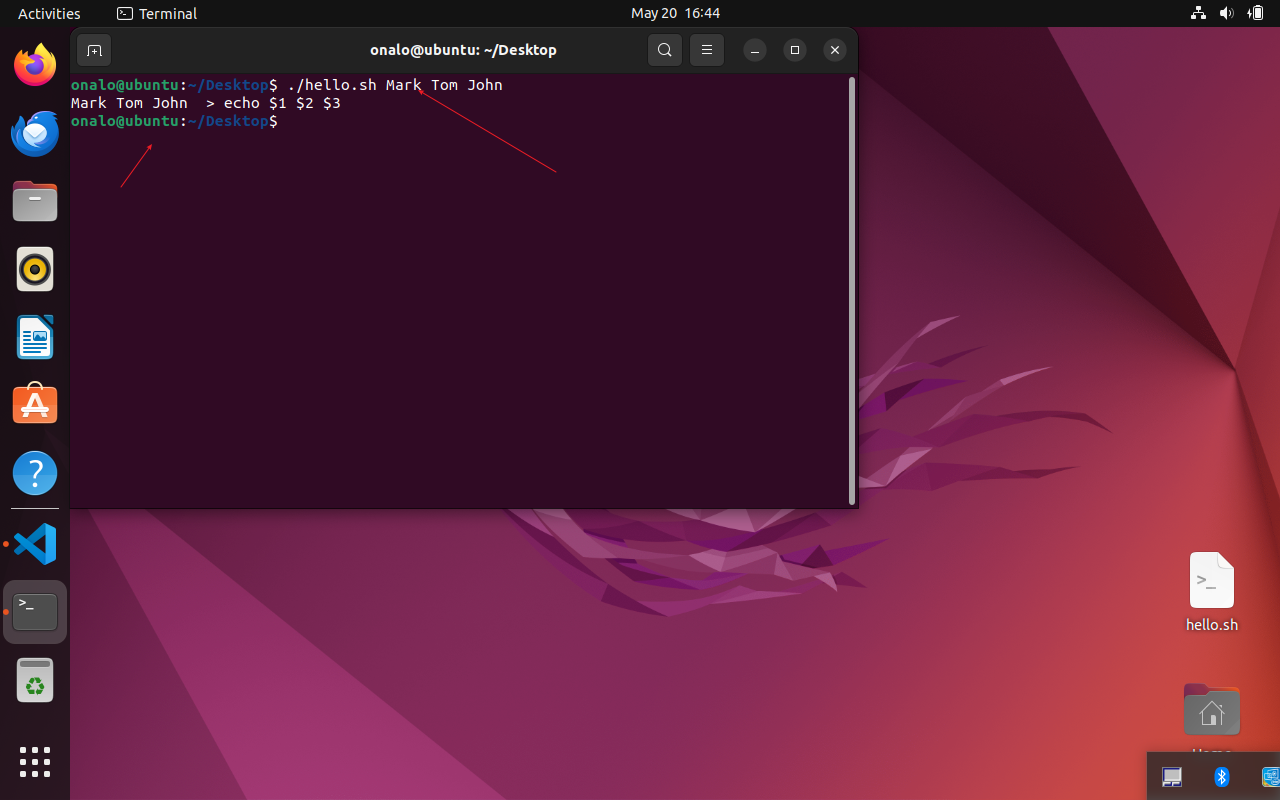 Activities Terminal May 20 16:44
onalo@ubuntu: ~/Desktop
onalo@ubuntu:~/Desktop$ ./hello.sh Mark Tom John
Mark Tom John  > echo $1 $2 $3
onalo@ubuntu:~/Desktop$
hello.sh
Home